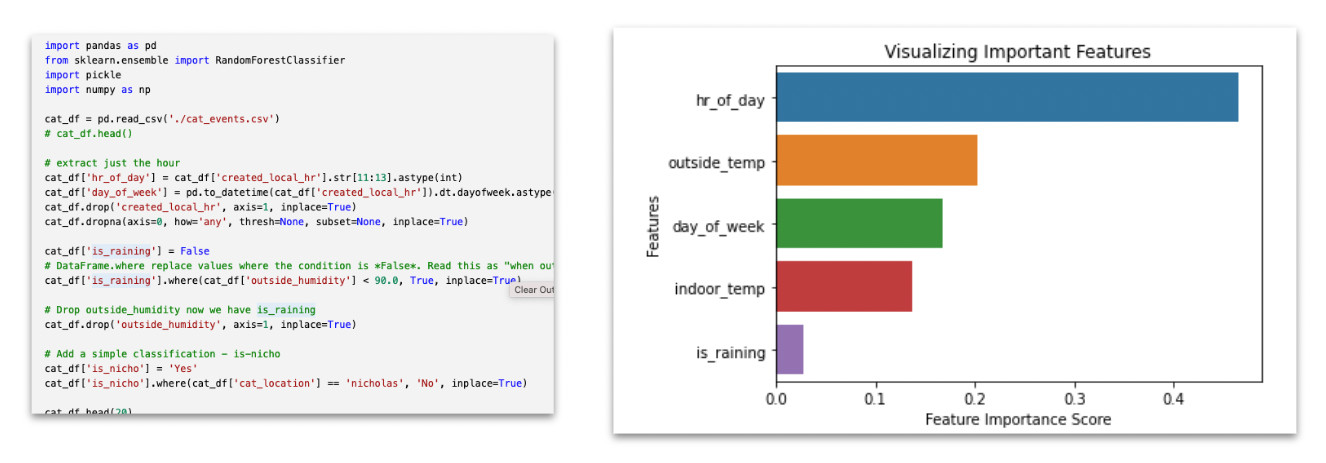 import pandas as pd
from sklearn.ensemble import RandomForestClassifier
import pickle
import numpy as np
cat_df = pd.read_csv('./cat_events.csv')
# cat_df.head()
# extract just the hour
cat_df['hr_of_day'] = cat_df['created_local_hr'].str[11:13].astype(int)
cat_df['day_of_week'] = pd.to_datetime(cat_df['created_local_hr']).dt.dayofweek.astype(
cat_df.drop('created_local_hr', axis=1, inplace=True)
cat_df.dropna(axis=0, how='any', thresh=None, subset=None, inplace=True)
cat_df['is_raining'] = False
# DataFrame.where replace values where the condition is *False*. Read this as "when out
cat_df['is_raining'].where(cat_df['outside_humidity'] < 90.0, True, inplace=True)
Clear Out
# Drop outside_humidity now we have is_raining
cat_df.drop('outside_humidity', axis=1, inplace=True)
# Add a simple classification - is-nicho
cat_df['is_nicho'] = 'Yes'
cat_df['is_nicho'].where(cat_df['cat_location'] == 'nicholas', 'No', inplace=True)
cat_df.head(20)
Visualizing Important Features
Features
hr_of_day
outside_temp
day_of_week
indoor_temp
is_raining
0.0 0.1 0.2 0.3 0.4
Feature Importance Score